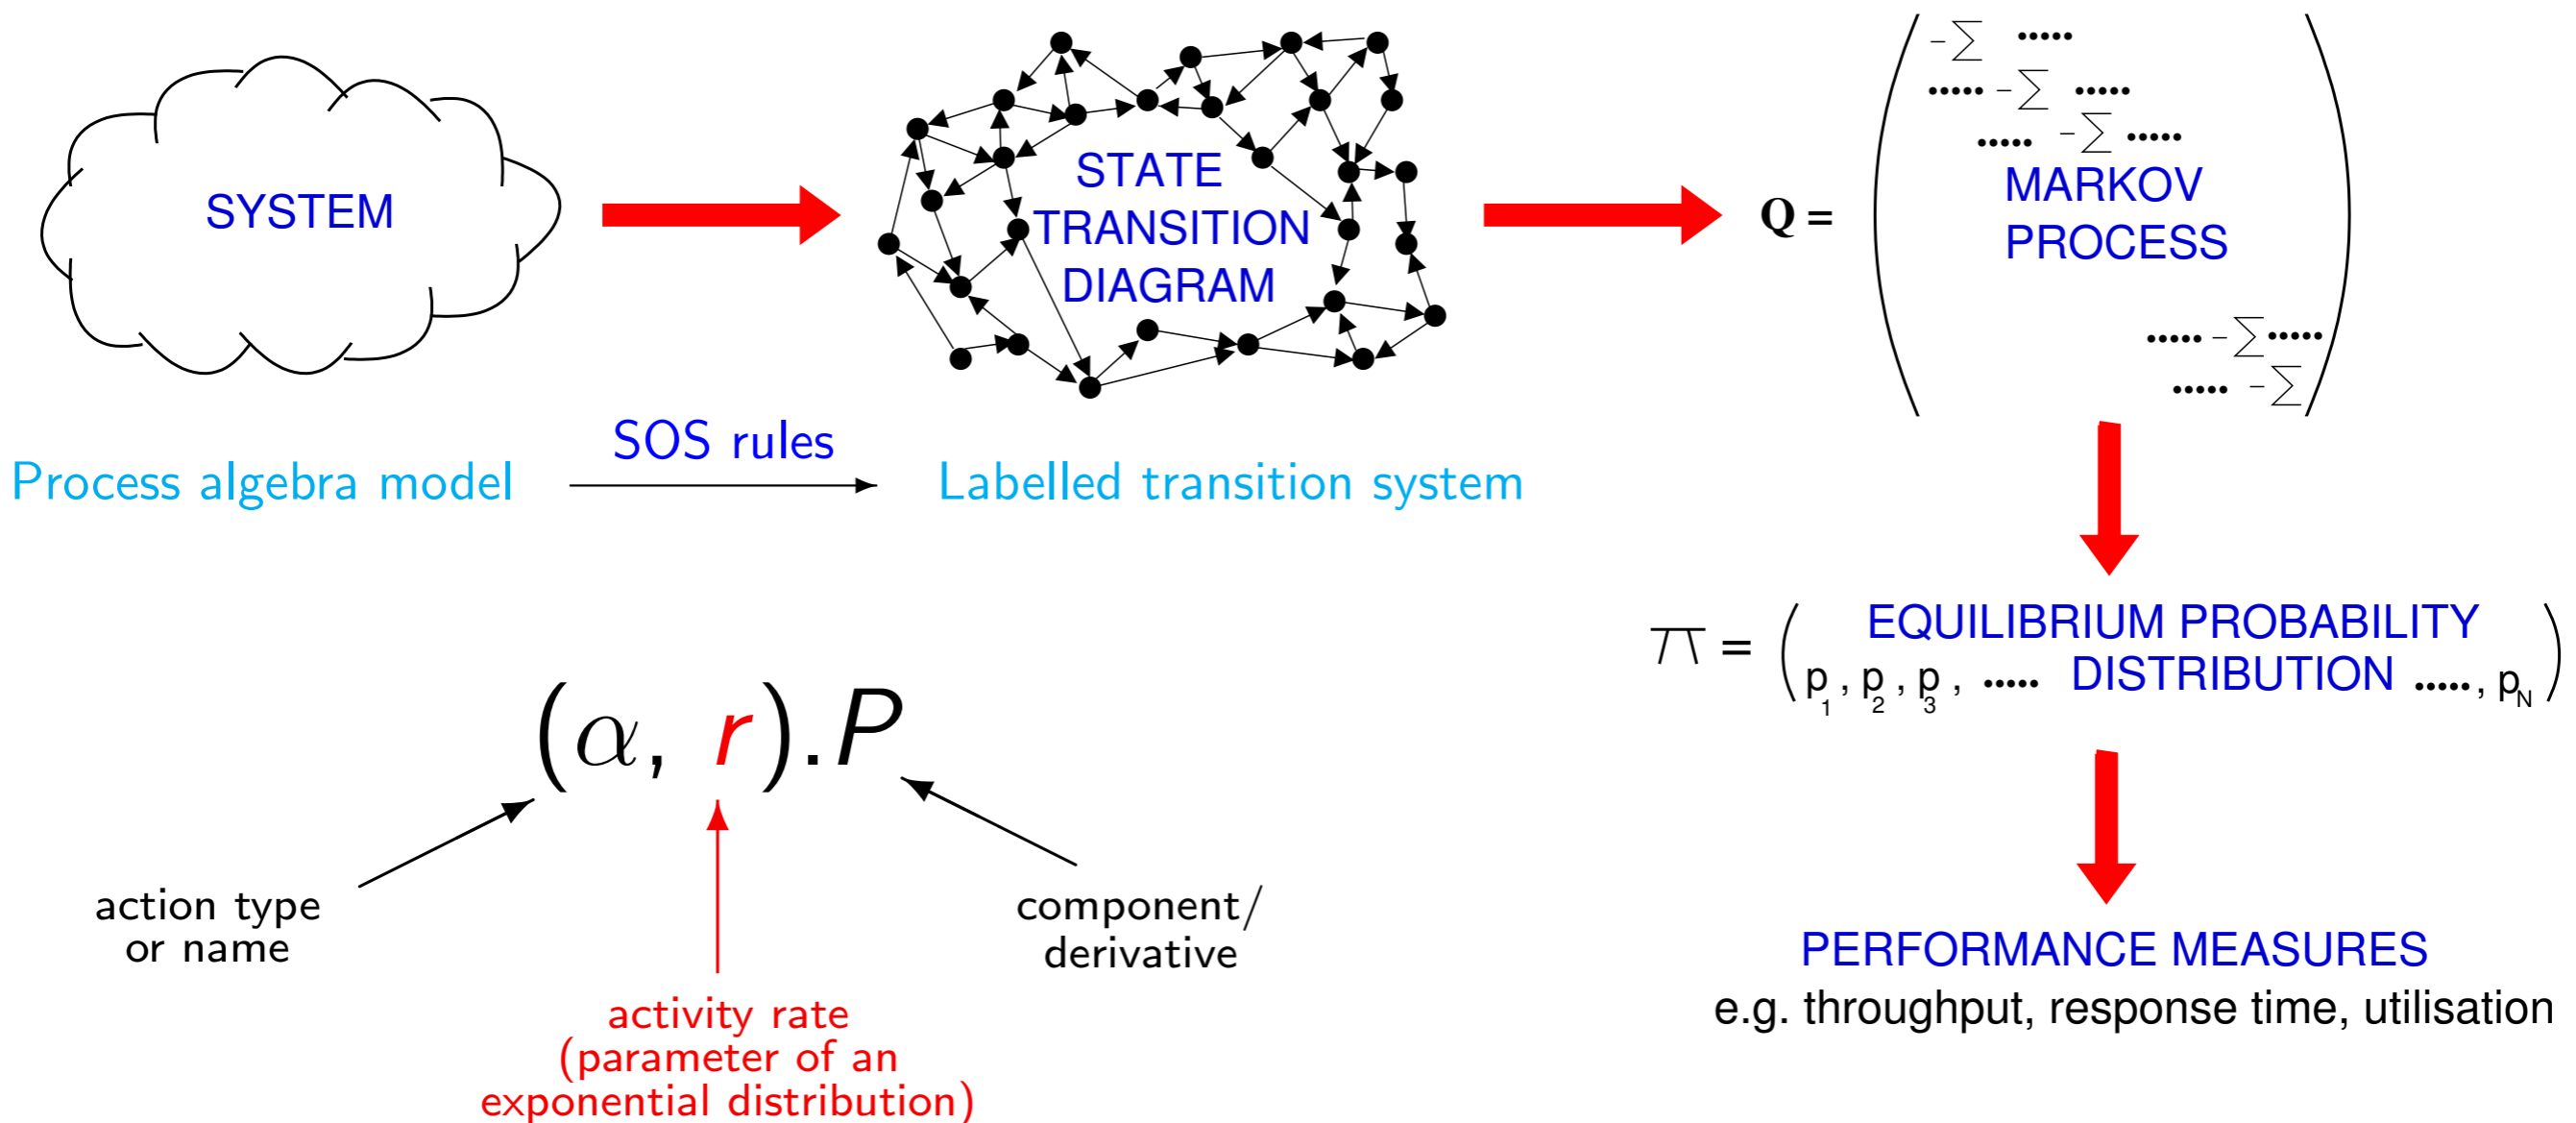 SYSTEM
STATE
TRANSITION
DIAGRAM
Q =
–∑ •••••
••••• –∑ •••••
••••• –∑ •••••
MARKOV
PROCESS
••••• –∑ •••••
••••• –∑
SOS rules
Process algebra model
Labelled transition system
π = ( EQUILIBRIUM PROBABILITY
p1 , p2 , p3 , ••••• DISTRIBUTION ••••• , pN )
(α, r).P
action type
or name
component/
derivative
activity rate
(parameter of an
exponential distribution)
PERFORMANCE MEASURES
e.g. throughput, response time, utilisation